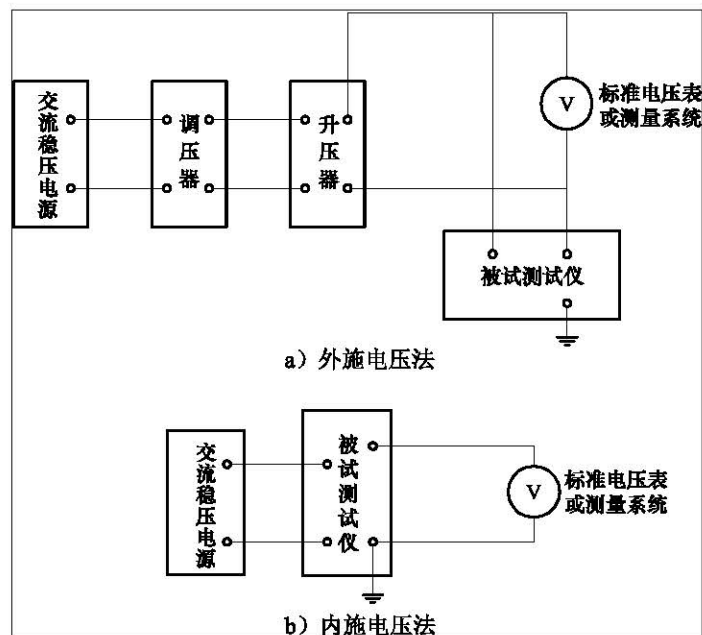 交流稳压电源
调压器
升压器
V
标准电压表
或测量系统
被试测试仪
a）外施电压法
交流稳压电源
被试测试仪
V
标准电压表
或测量系统
b）内施电压法